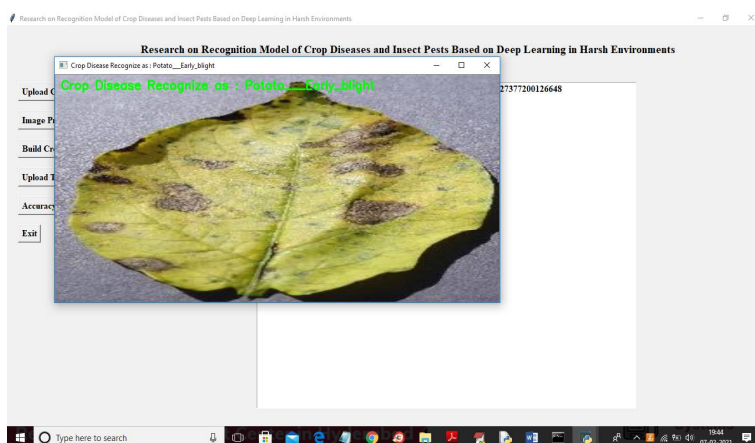 Research on Recognition Model of Crop Diseases and Insect Pests Based on Deep Learning in Harsh Environments
Research on Recognition Model of Crop Diseases and Insect Pests Based on Deep Learning in Harsh Environments
Crop Disease Recognize as : Potato___Early_blight
Crop Disease Recognize as : Potato___Early_blight
27377200126648
Upload
Image
Build
Upload
Accuracy
Exit
Type here to search
19:44
07-02-2021